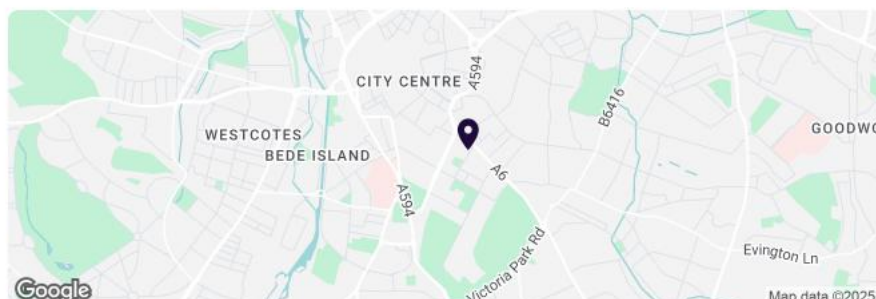 CITY CENTRE
A594
B6416
WESTCOTES
BEDE ISLAND
GOODWO
A6
A594
Victoria Park Rd
Evington Ln
Google
Map data ©2025